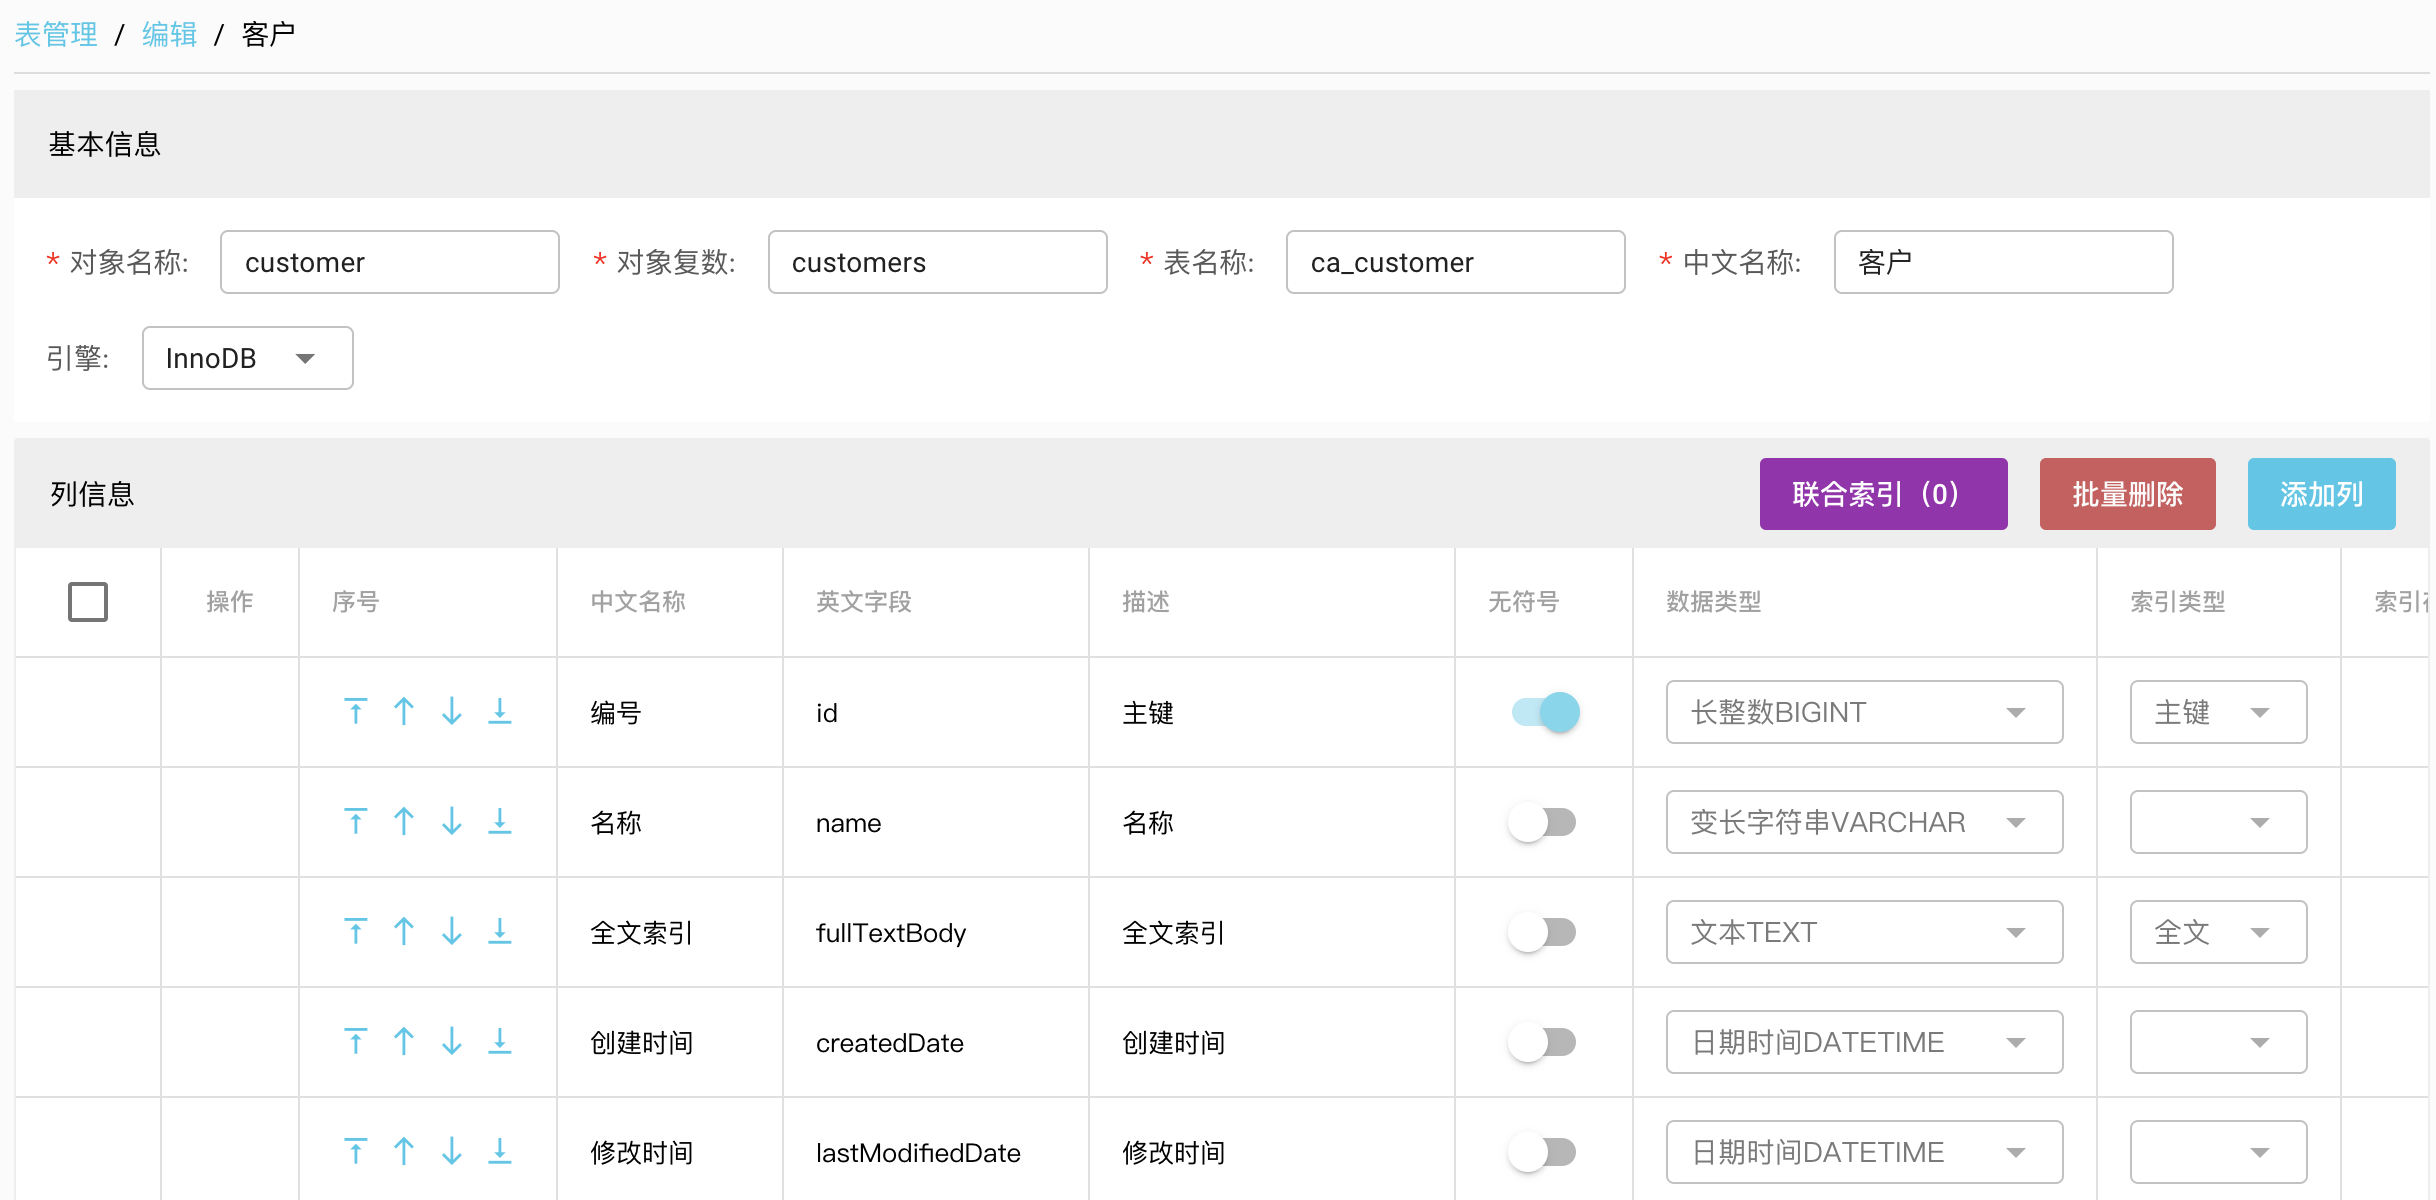 表管理 / 编辑 / 客户
基本信息
* 对象名称: customer * 对象复数: customers * 表名称: ca_customer * 中文名称: 客户
引擎: InnoDB
列信息 联合索引（0） 批量删除 添加列
操作 序号 中文名称 英文字段 描述 无符号 数据类型 索引类型 索引
编号 id 主键 长整数BIGINT 主键
名称 name 名称 变长字符串VARCHAR
全文索引 fullTextBody 全文索引 文本TEXT 全文
创建时间 createdDate 创建时间 日期时间DATETIME
修改时间 lastModifiedDate 修改时间 日期时间DATETIME